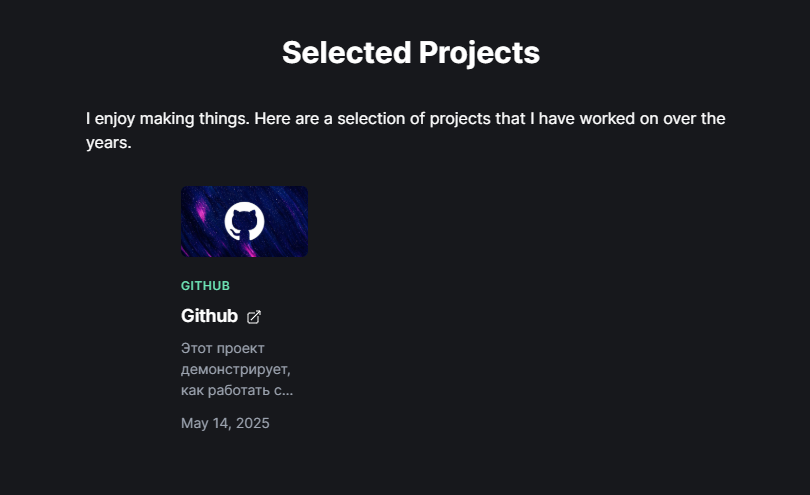 Selected Projects
I enjoy making things. Here are a selection of projects that I have worked on over the
years.
GITHUB
Github
Этот проект
демонстрирует,
как работать с...
May 14, 2025